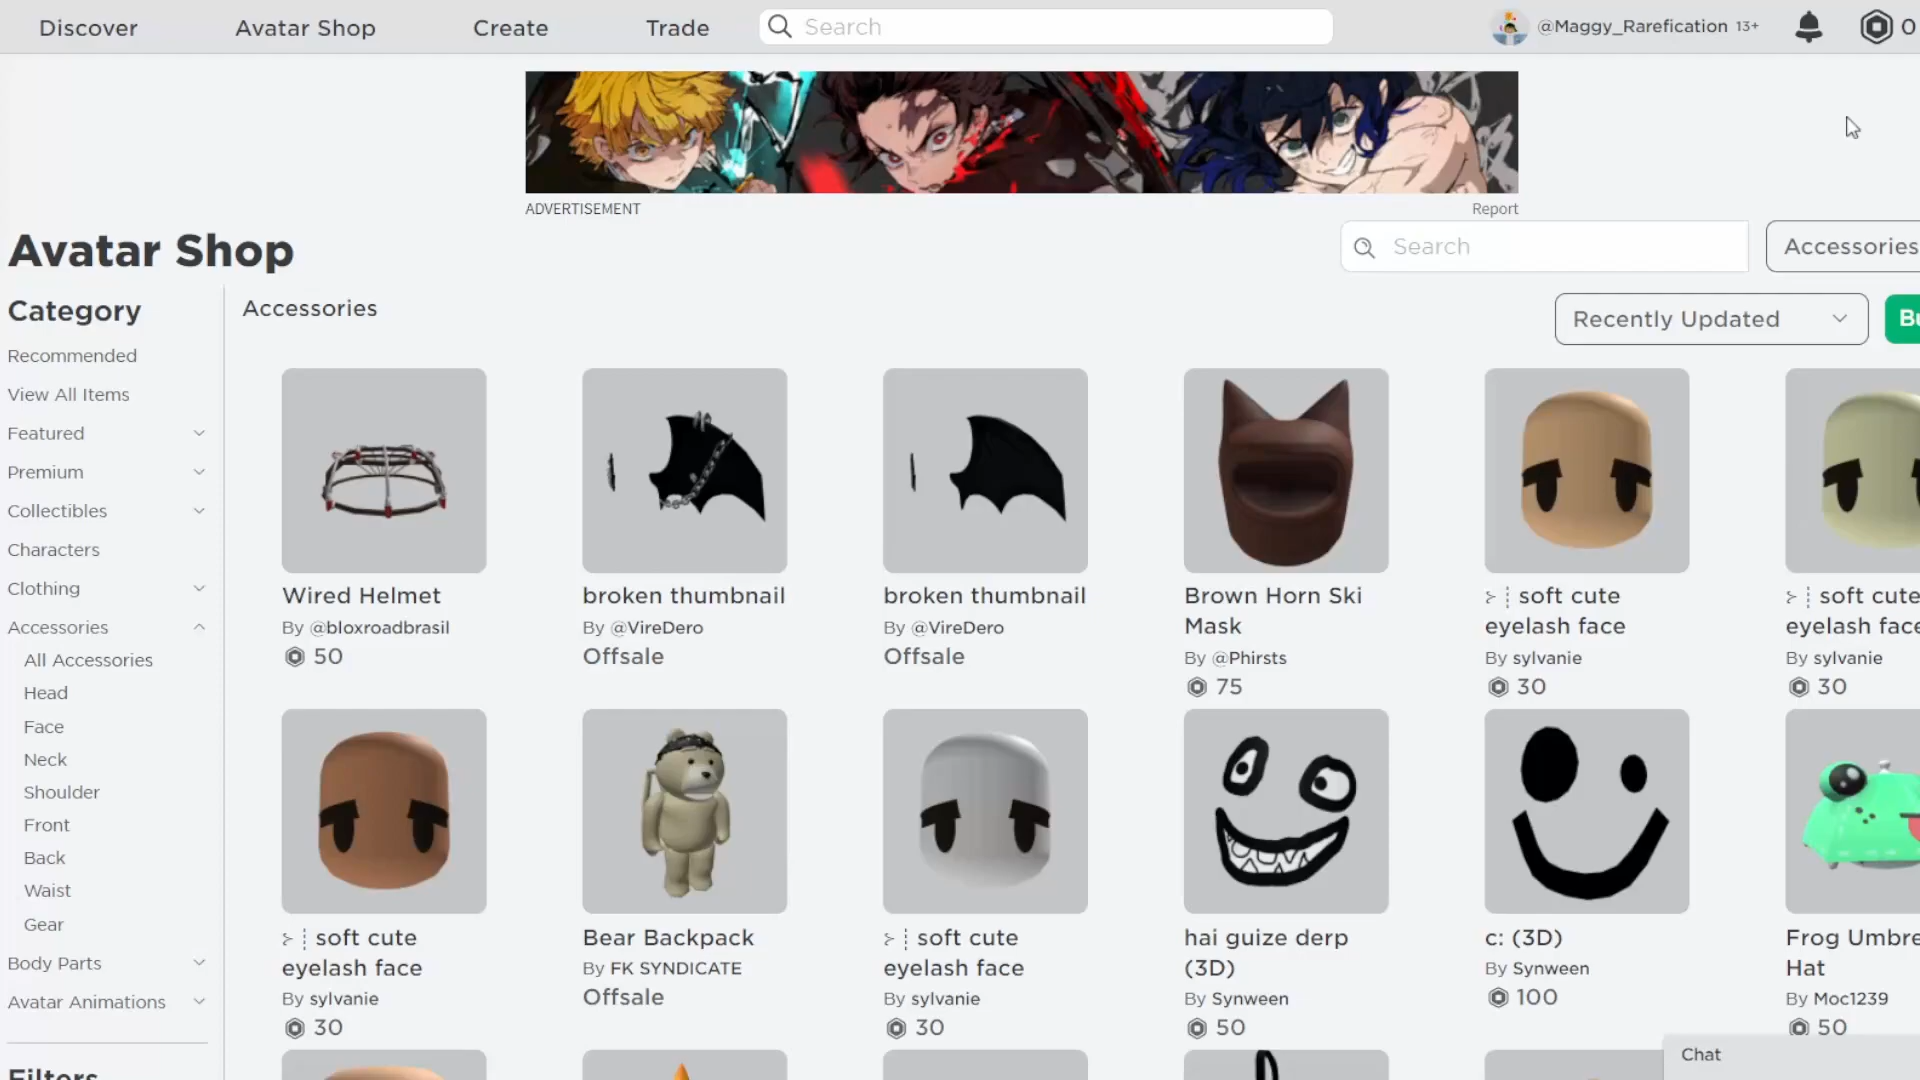 Discover Avatar Shop Create Trade Search @Maggy_Rarefication 13+ 0
ADVERTISEMENT Report
Avatar Shop
Search Accessories
Category
Accessories
Recently Updated
Recommended
View All Items
Featured
Premium
Collectibles
Characters
Clothing
Accessories
All Accessories
Head
Face
Neck
Shoulder
Front
Back
Waist
Gear
Body Parts
Avatar Animations
Filters
Wired Helmet
By @bloxroadbrasil
50
broken thumbnail
By @VireDero
Offsale
broken thumbnail
By @VireDero
Offsale
Brown Horn Ski
Mask
By @Phirsts
75
soft cute
eyelash face
By sylvanie
30
soft cute
eyelash face
By sylvanie
30
soft cute
eyelash face
By sylvanie
30
Bear Backpack
By FK SYNDICATE
Offsale
soft cute
eyelash face
By sylvanie
30
hai guize derp
(3D)
By Synween
50
c: (3D)
By Synween
100
Frog Umbre
Hat
By Moc1239
50
Chat